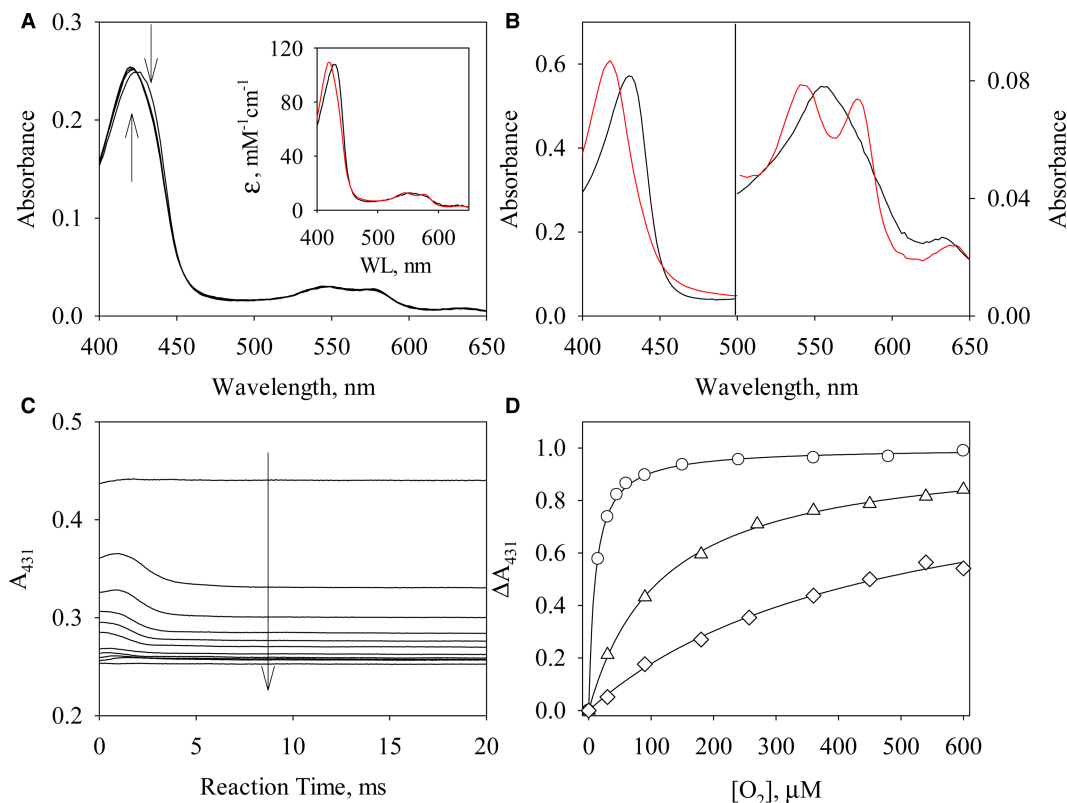 A
0.3
0.2
0.1
0.0
Absorbance
400 450 500 550 600 650
Wavelength, nm
120
80
40
0
ε, mM⁻¹cm⁻¹
400 500 600
WL, nm
B
0.6
0.4
0.2
0.0
Absorbance
0.08
0.04
0.00
Absorbance
400 450 500 550 600 650
Wavelength, nm
C
0.5
0.4
0.3
0.2
A₄₃₁
0 5 10 15 20
Reaction Time, ms
D
1.0
0.8
0.6
0.4
0.2
0.0
ΔA₄₃₁
0 100 200 300 400 500 600
[O₂], μM